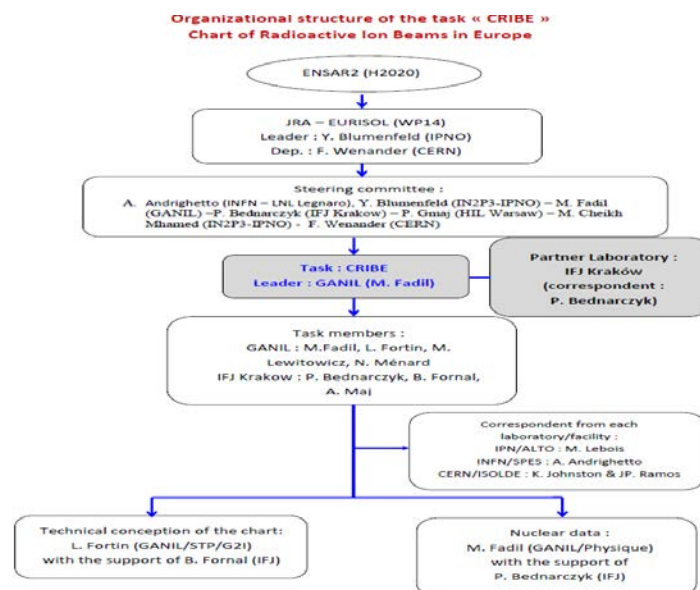 Organizational structure of the task « CRIBE »
Chart of Radioactive Ion Beams in Europe
ENSAR2 (H2020)
JRA – EURISOL (WP14)
Leader : Y. Blumenfeld (IPNO)
Dep. : F. Wenander (CERN)
Steering committee :
A. Andrighetto (INFN – LNL Legnaro), Y. Blumenfeld (IN2P3-IPNO) – M. Fadil
(GANIL) –P. Bednarczyk (IFJ Krakow) – P. Gmaj (HIL Warsaw) – M. Cheikh
Mhamed (IN2P3-IPNO) - F. Wenander (CERN)
Task : CRIBE
Leader : GANIL (M. Fadil)
Partner Laboratory :
IFJ Kraków
(correspondent :
P. Bednarczyk)
Task members :
GANIL : M.Fadil, L. Fortin, M.
Lewitowicz, N. Ménard
IFJ Krakow : P. Bednarczyk, B. Fornal,
A. Maj
Correspondent from each
laboratory/facility :
IPN/ALTO : M. Lebois
INFN/SPES : A. Andrighetto
CERN/ISOLDE : K. Johnston & JP. Ramos
Technical conception of the chart:
L. Fortin (GANIL/STP/G2I)
with the support of B. Fornal (IFJ)
Nuclear data :
M. Fadil (GANIL/Physique)
with the support of
P. Bednarczyk (IFJ)